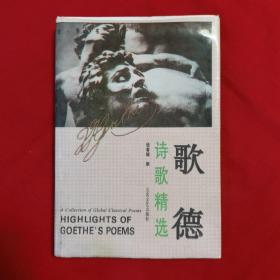 歌德
诗歌精选
A Collection of Global Classical Poems
HIGHLIGHTS OF
GOETHE'S POEMS